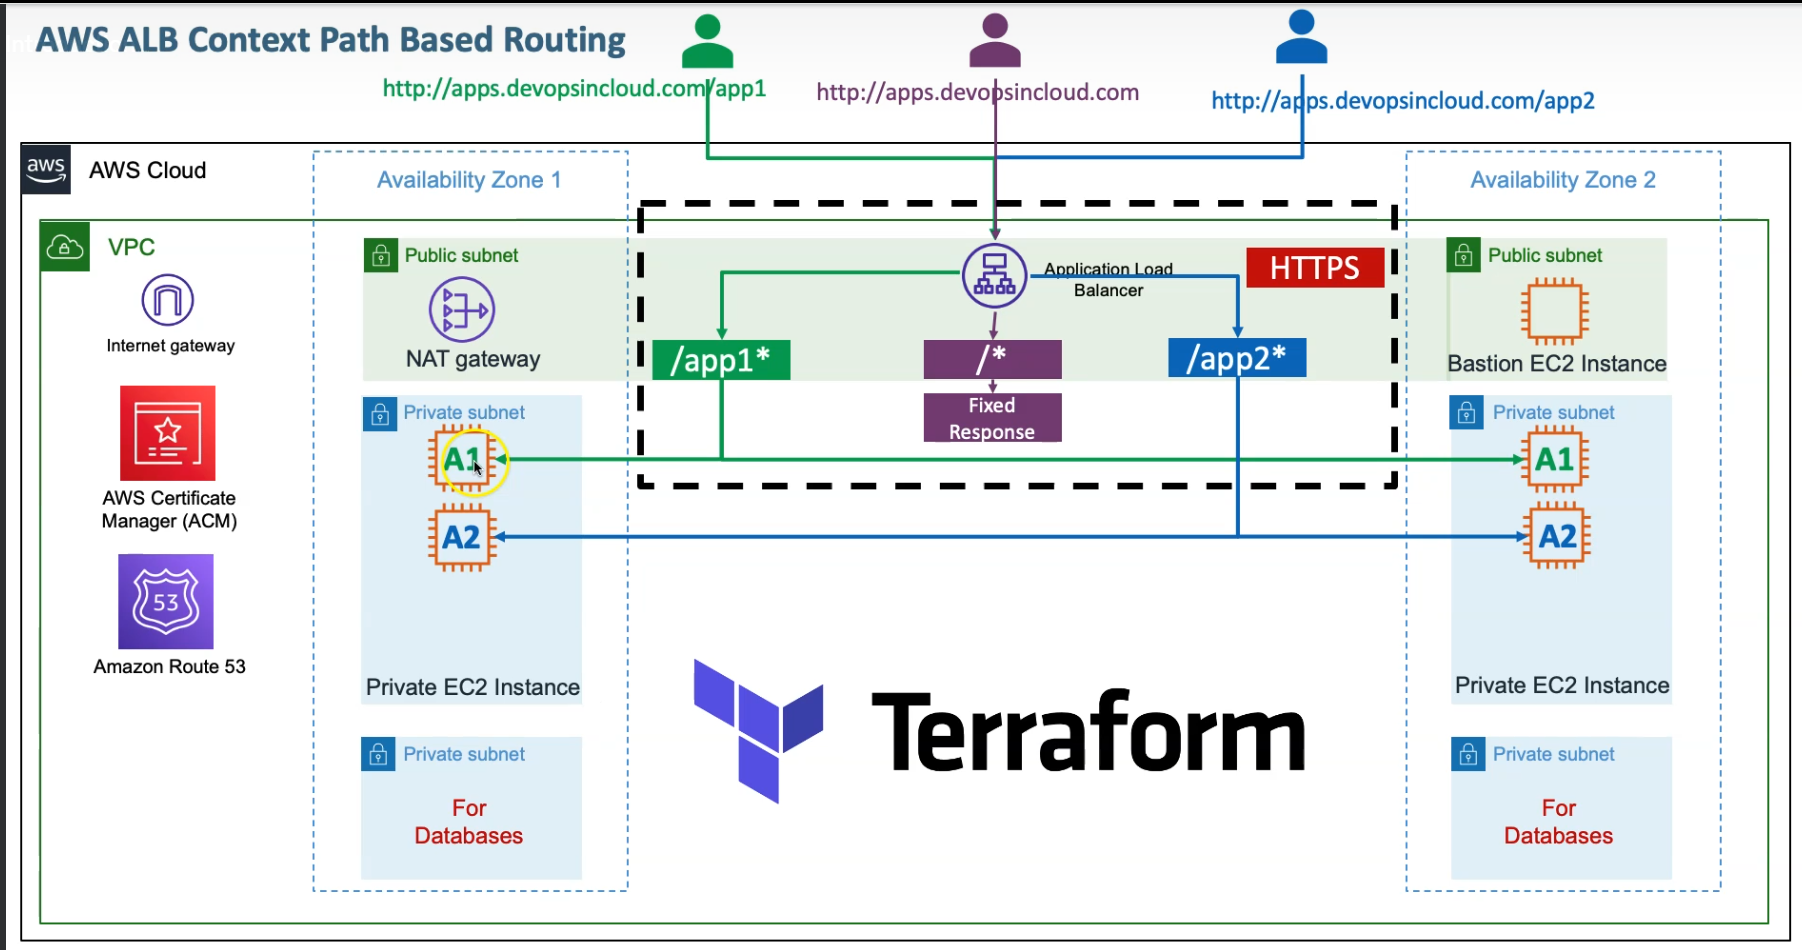 AWS ALB Context Path Based Routing
http://apps.devopsincloud.com/app1
http://apps.devopsincloud.com
http://apps.devopsincloud.com/app2
aws
AWS Cloud
Availability Zone 1
Availability Zone 2
VPC
Public subnet
NAT gateway
Application Load
Balancer
HTTPS
Public subnet
Bastion EC2 Instance
Internet gateway
/app1*
/*
/app2*
Fixed
Response
Private subnet
A1
A2
Private EC2 Instance
Private subnet
A1
A2
Private EC2 Instance
AWS Certificate
Manager (ACM)
53
Amazon Route 53
Terraform
Private subnet
For
Databases
Private subnet
For
Databases